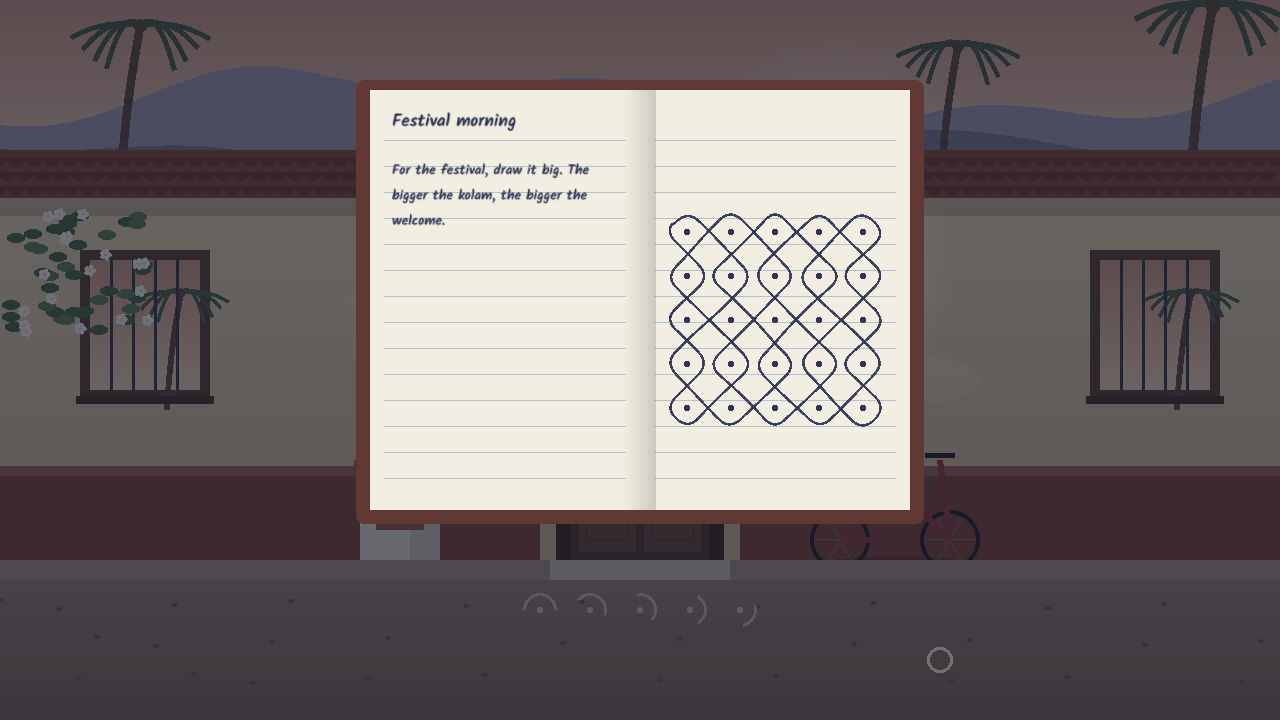 Festival morning
For the festival, draw it big. The
bigger the kolam, the bigger the
welcome.